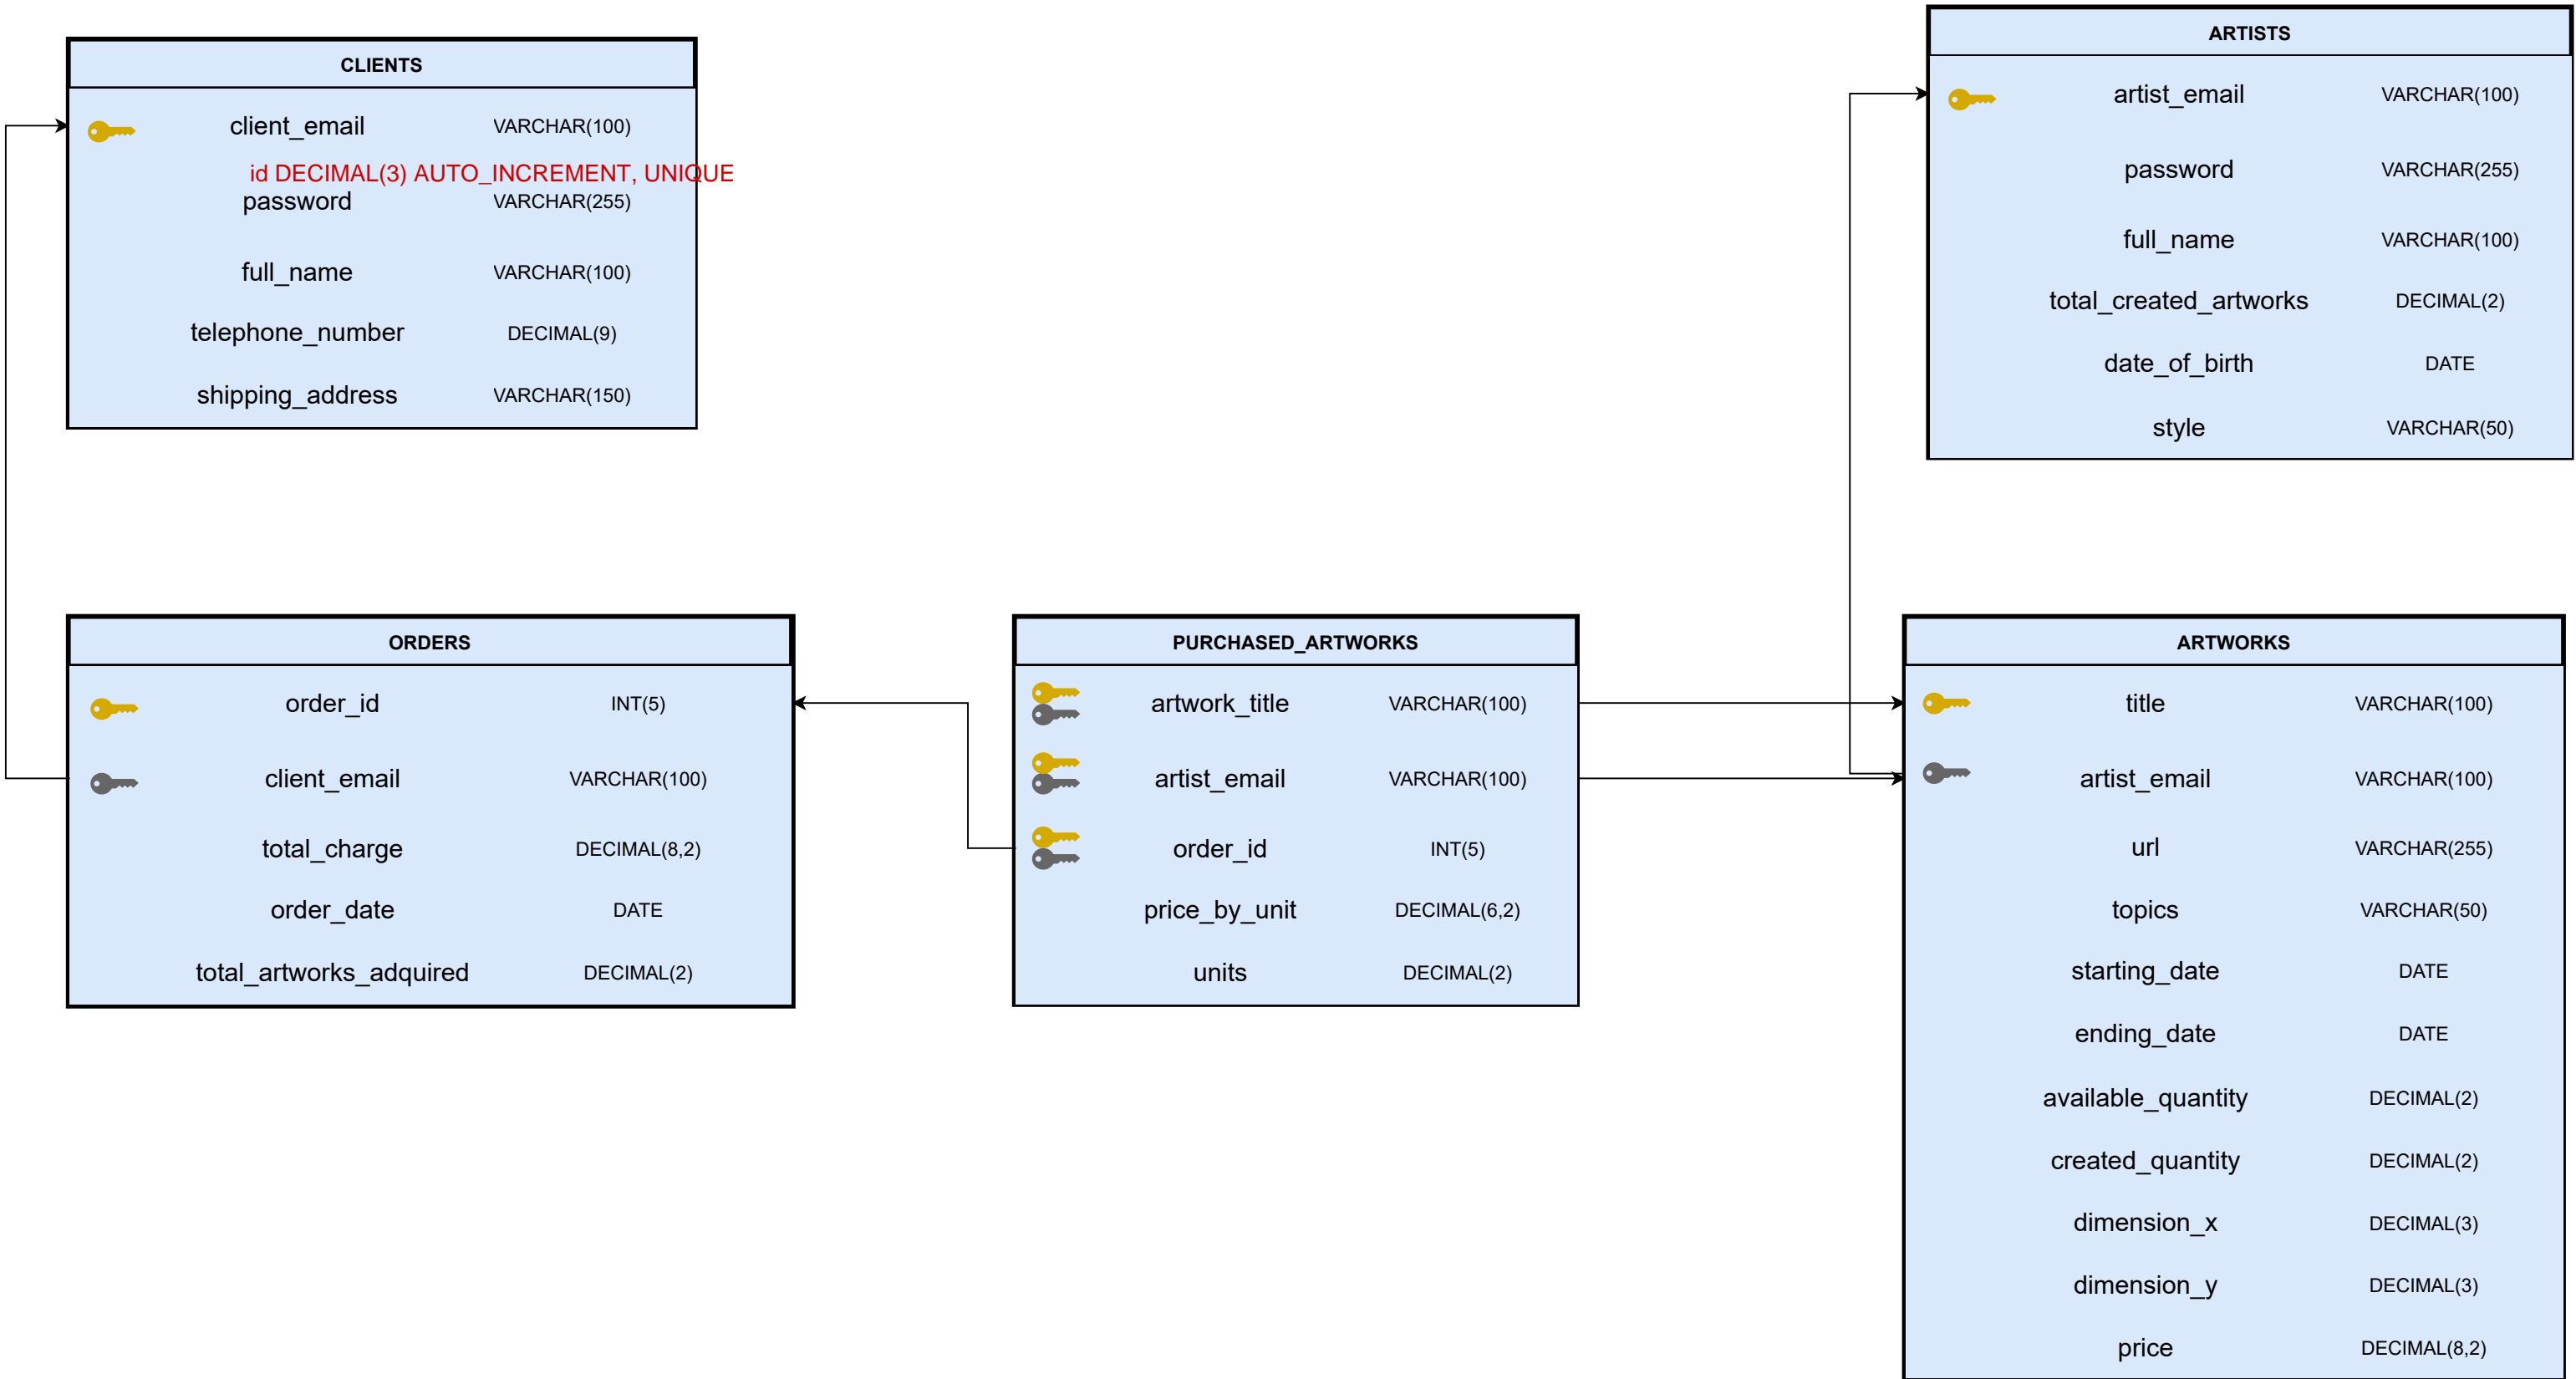 CLIENTS
client_email VARCHAR(100)
id DECIMAL(3) AUTO_INCREMENT, UNIQUE
password VARCHAR(255)
full_name VARCHAR(100)
telephone_number DECIMAL(9)
shipping_address VARCHAR(150)
ARTISTS
artist_email VARCHAR(100)
password VARCHAR(255)
full_name VARCHAR(100)
total_created_artworks DECIMAL(2)
date_of_birth DATE
style VARCHAR(50)
ORDERS
order_id INT(5)
client_email VARCHAR(100)
total_charge DECIMAL(8,2)
order_date DATE
total_artworks_adquired DECIMAL(2)
PURCHASED_ARTWORKS
artwork_title VARCHAR(100)
artist_email VARCHAR(100)
order_id INT(5)
price_by_unit DECIMAL(6,2)
units DECIMAL(2)
ARTWORKS
title VARCHAR(100)
artist_email VARCHAR(100)
url VARCHAR(255)
topics VARCHAR(50)
starting_date DATE
ending_date DATE
available_quantity DECIMAL(2)
created_quantity DECIMAL(2)
dimension_x DECIMAL(3)
dimension_y DECIMAL(3)
price DECIMAL(8,2)